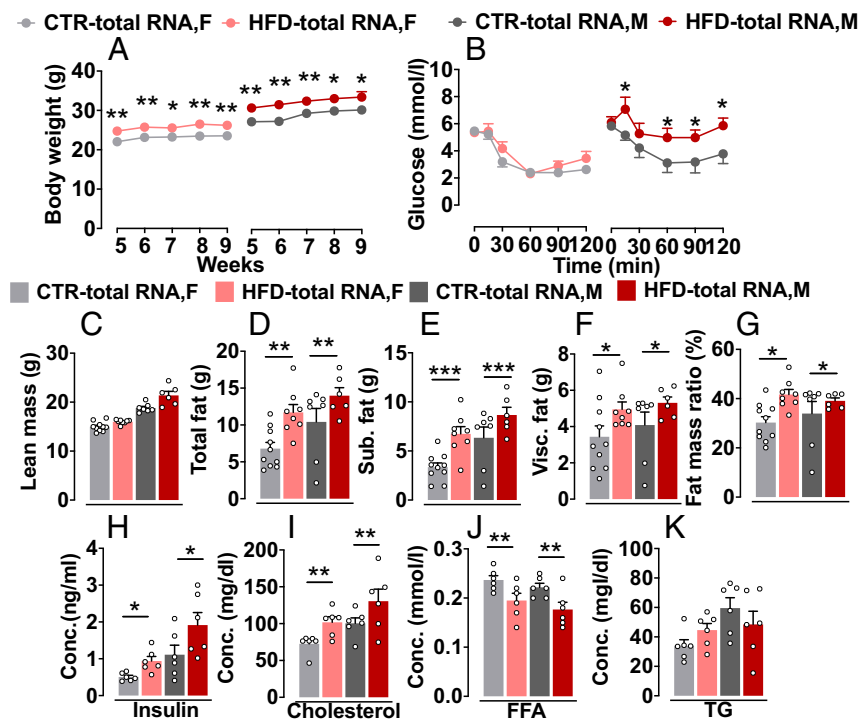 CTR-total RNA,F HFD-total RNA,F CTR-total RNA,M HFD-total RNA,M
A
Body weight (g)
40
30
20
10
0
** ** * ** ** ** ** ** * *
5 6 7 8 9 5 6 7 8 9
Weeks
B
Glucose (mmol/l)
10
8
6
4
2
0
* * * *
0 30 60 90 120 0 30 60 90 120
Time (min)
CTR-total RNA,F HFD-total RNA,F CTR-total RNA,M HFD-total RNA,M
C
Lean mass (g)
30
20
10
0
D
Total fat (g)
20
15
10
5
0
** **
E
Sub. fat (g)
15
10
5
0
*** ***
F
Visc. fat (g)
8
6
4
2
0
* *
G
Fat mass ratio (%)
60
40
20
0
* *
H
Conc.(ng/ml)
4
3
2
1
0
* *
Insulin
I
Conc. (mg/dl)
200
150
100
50
0
** **
Cholesterol
J
Conc. (mmol/l)
0.3
0.2
0.1
0.0
** **
FFA
K
Conc. (mgl/dl)
100
80
60
40
20
0
TG